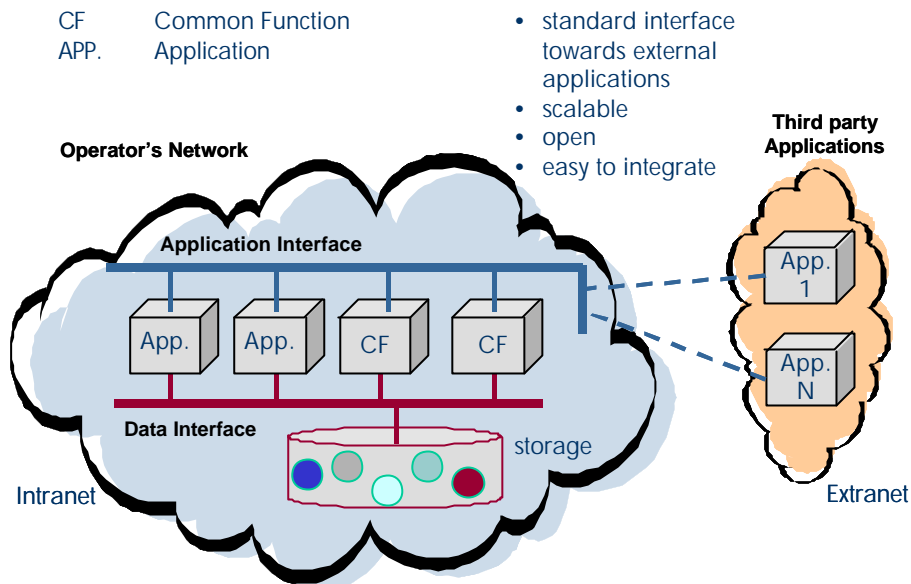 CF Common Function
APP. Application
• standard interface
towards external
applications
• scalable
• open
• easy to integrate
Operator's Network
Third party
Applications
Application Interface
App.
App.
CF
CF
App.
1
App.
N
Data Interface
storage
Intranet
Extranet